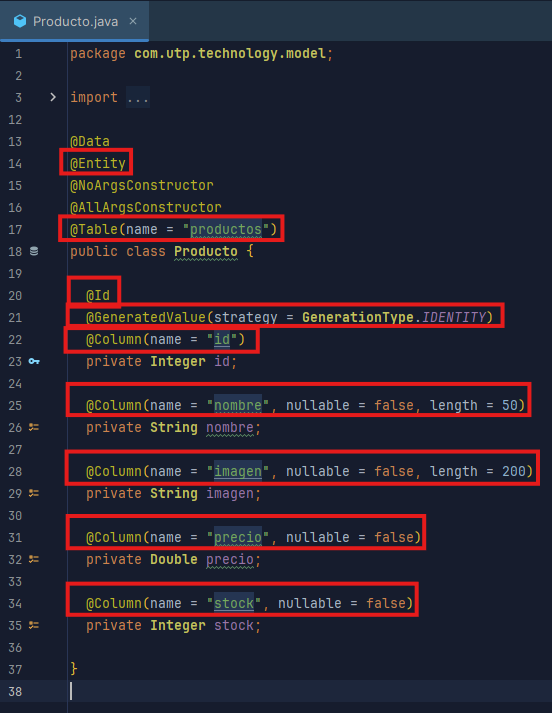 Producto.java ×
1 package com.utp.technology.model;
2
3 > import ...
12
13 @Data
14 @Entity
15 @NoArgsConstructor
16 @AllArgsConstructor
17 @Table(name = "productos")
18 public class Producto {
19
20 @Id
21 @GeneratedValue(strategy = GenerationType.IDENTITY)
22 @Column(name = "id")
23 private Integer id;
24
25 @Column(name = "nombre", nullable = false, length = 50)
26 private String nombre;
27
28 @Column(name = "imagen", nullable = false, length = 200)
29 private String imagen;
30
31 @Column(name = "precio", nullable = false)
32 private Double precio;
33
34 @Column(name = "stock", nullable = false)
35 private Integer stock;
36
37 }
38